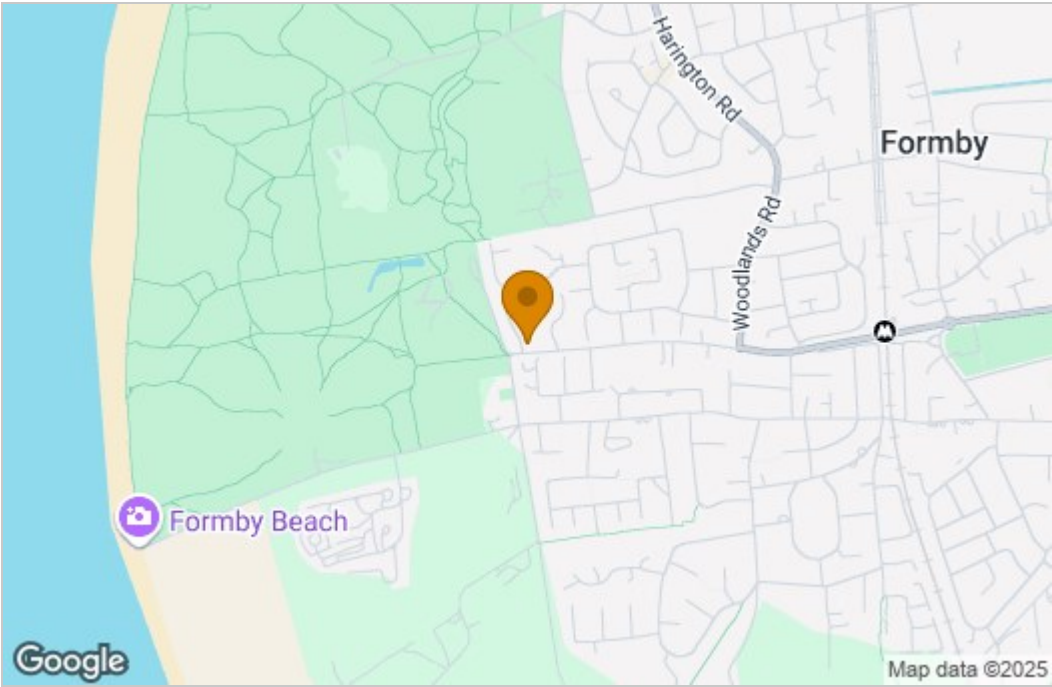 Harington Rd
Formby
Woodlands Rd
Formby Beach
Google
Map data ©2025